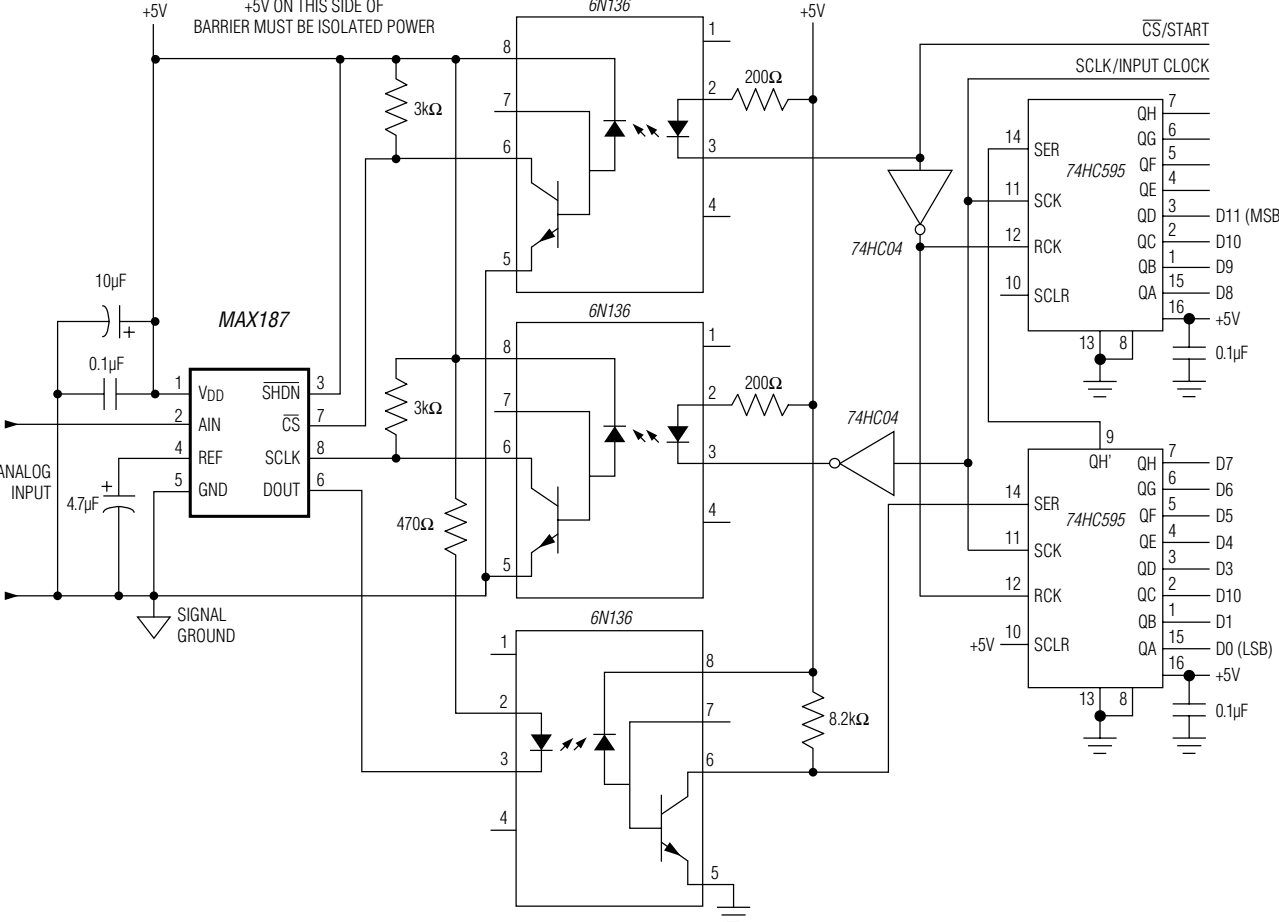 +5V
+5V ON THIS SIDE OF
BARRIER MUST BE ISOLATED POWER
6N136
+5V
CS/START
SCLK/INPUT CLOCK
8
7
6
5
1
2
3
4
3kΩ
200Ω
74HC04
14 SER
11 SCK
12 RCK
10 SCLR
74HC595
QH 7
QG 6
QF 5
QE 4
QD 3 D11 (MSB
QC 2 D10
QB 1 D9
QA 15 D8
16 +5V
13 8
0.1µF
10µF
+
0.1µF
MAX187
1 VDD
2 AIN
4 REF
5 GND
SHDN 3
CS 7
SCLK 8
DOUT 6
ANALOG
INPUT
4.7µF
+
SIGNAL
GROUND
6N136
8
7
6
5
1
2
3
4
3kΩ
470Ω
200Ω
74HC04
9
QH'
14 SER
11 SCK
12 RCK
+5V 10 SCLR
74HC595
QH 7 D7
QG 6 D6
QF 5 D5
QE 4 D4
QD 3 D3
QC 2 D10
QB 1 D1
QA 15 D0 (LSB)
16 +5V
13 8
0.1µF
6N136
1
2
3
4
8
7
6
5
8.2kΩ